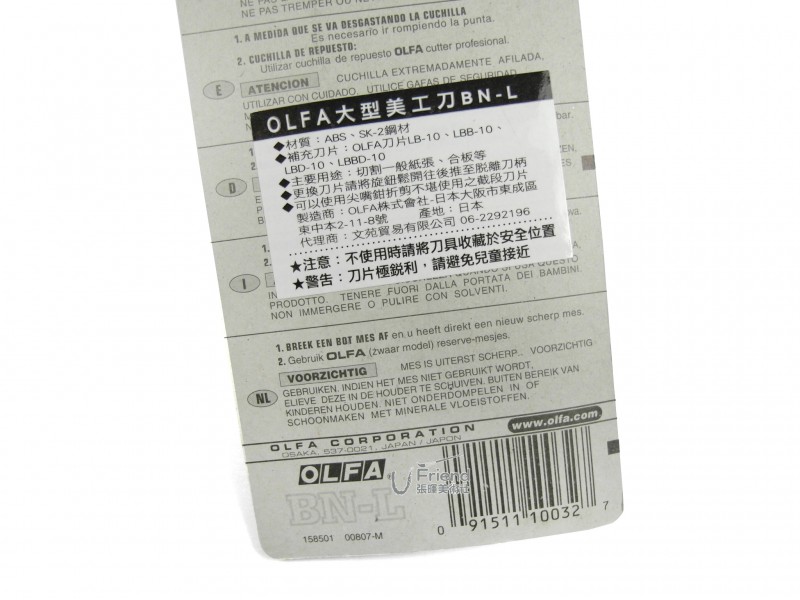 NE PAS TREMPER OU NET
1. A MEDIDA QUE SE VA DESGASTANDO LA CUCHILLA
Es necesario ir rompiendo la punta.
2. CUCHILLA DE REPUESTO:
Utilizar cuchilla de repuesto OLFA cutter profesional.
E ATENCION CUCHILLA EXTREMADAMENTE AFILADA,
UTILIZAR CON CUIDADO. UTILICE GAFAS DE SEGURIDAD
OLFA大型美工刀BN-L
◆材質：ABS、SK-2鋼材
◆補充刀片：OLFA刀片LB-10、LBB-10、
LBD-10、LBBD-10
◆主要用途：切割一般紙張、合板等
◆更換刀片請將旋鈕鬆開往後推至脫離刀柄
◆可以使用尖嘴鉗折剪不堪使用之截段刀片
製造商：OLFA株式會社-日本大阪市東成區
東中本2-11-8號 產地：日本
代理商：文苑貿易有限公司 06-2292196
★注意：不使用時請將刀具收藏於安全位置
★警告：刀片極銳利，請避免兒童接近
bar.
D
I
PRODOTTO. TENERE FUORI DALLA PORTATA DEI BAMBINI.
NON IMMERGERE O PULIRE CON SOLVENTI.
1. BREEK EEN BOT MES AF en u heeft direkt een nieuw scherp mes.
2. Gebruik OLFA (zwaar model) reserve-mesjes.
NL VOORZICHTIG MES IS UITERST SCHERP... VOORZICHTIG
GEBRUIKEN. INDIEN HET MES NIET GEBRUIKT WORDT,
ELIEVE DEZE IN DE HOUDER TE SCHUIVEN. BUITEN BEREIK VAN
KINDEREN HOUDEN. NIET ONDERDOMPELEN IN OF
SCHOONMAKEN MET MINERALE VLOEISTOFFEN.
www.olfa.com
OLFA CORPORATION
OSAKA, 537-0021, JAPAN / JAPON
OLFA
BN-L
U Friend
張暉美術社
158501 00807-M
0 91511 10032 7